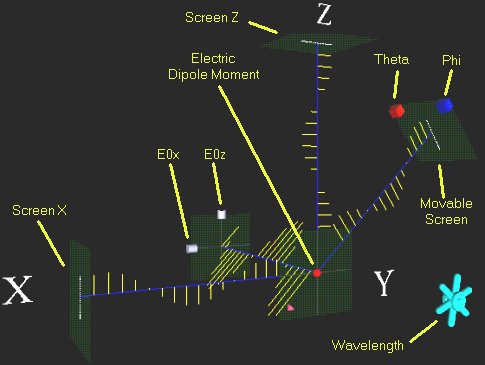 Screen Z
Z
Electric
Dipole Moment
Theta
Phi
E0x
E0z
Movable
Screen
Screen X
X
Y
Wavelength